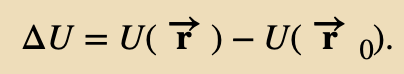 ΔU = U( r⃗ ) − U( r⃗ ₀).